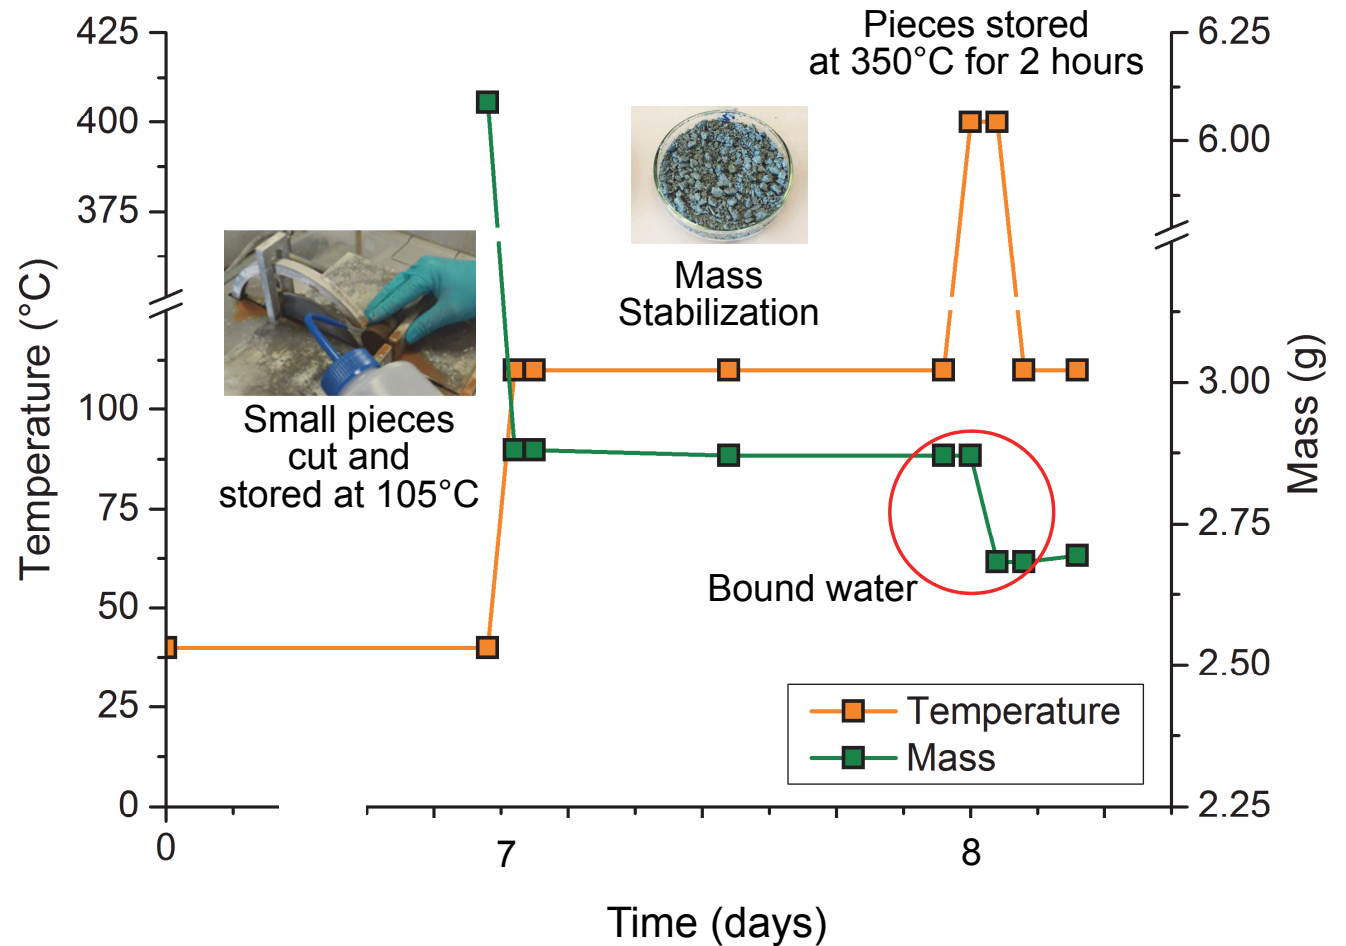 Pieces stored
at 350°C for 2 hours
425
400
375
100
75
50
25
0
Temperature (°C)
6.25
6.00
3.00
2.75
2.50
2.25
Mass (g)
Mass
Stabilization
Small pieces
cut and
stored at 105°C
Bound water
Temperature
Mass
0
7
8
Time (days)